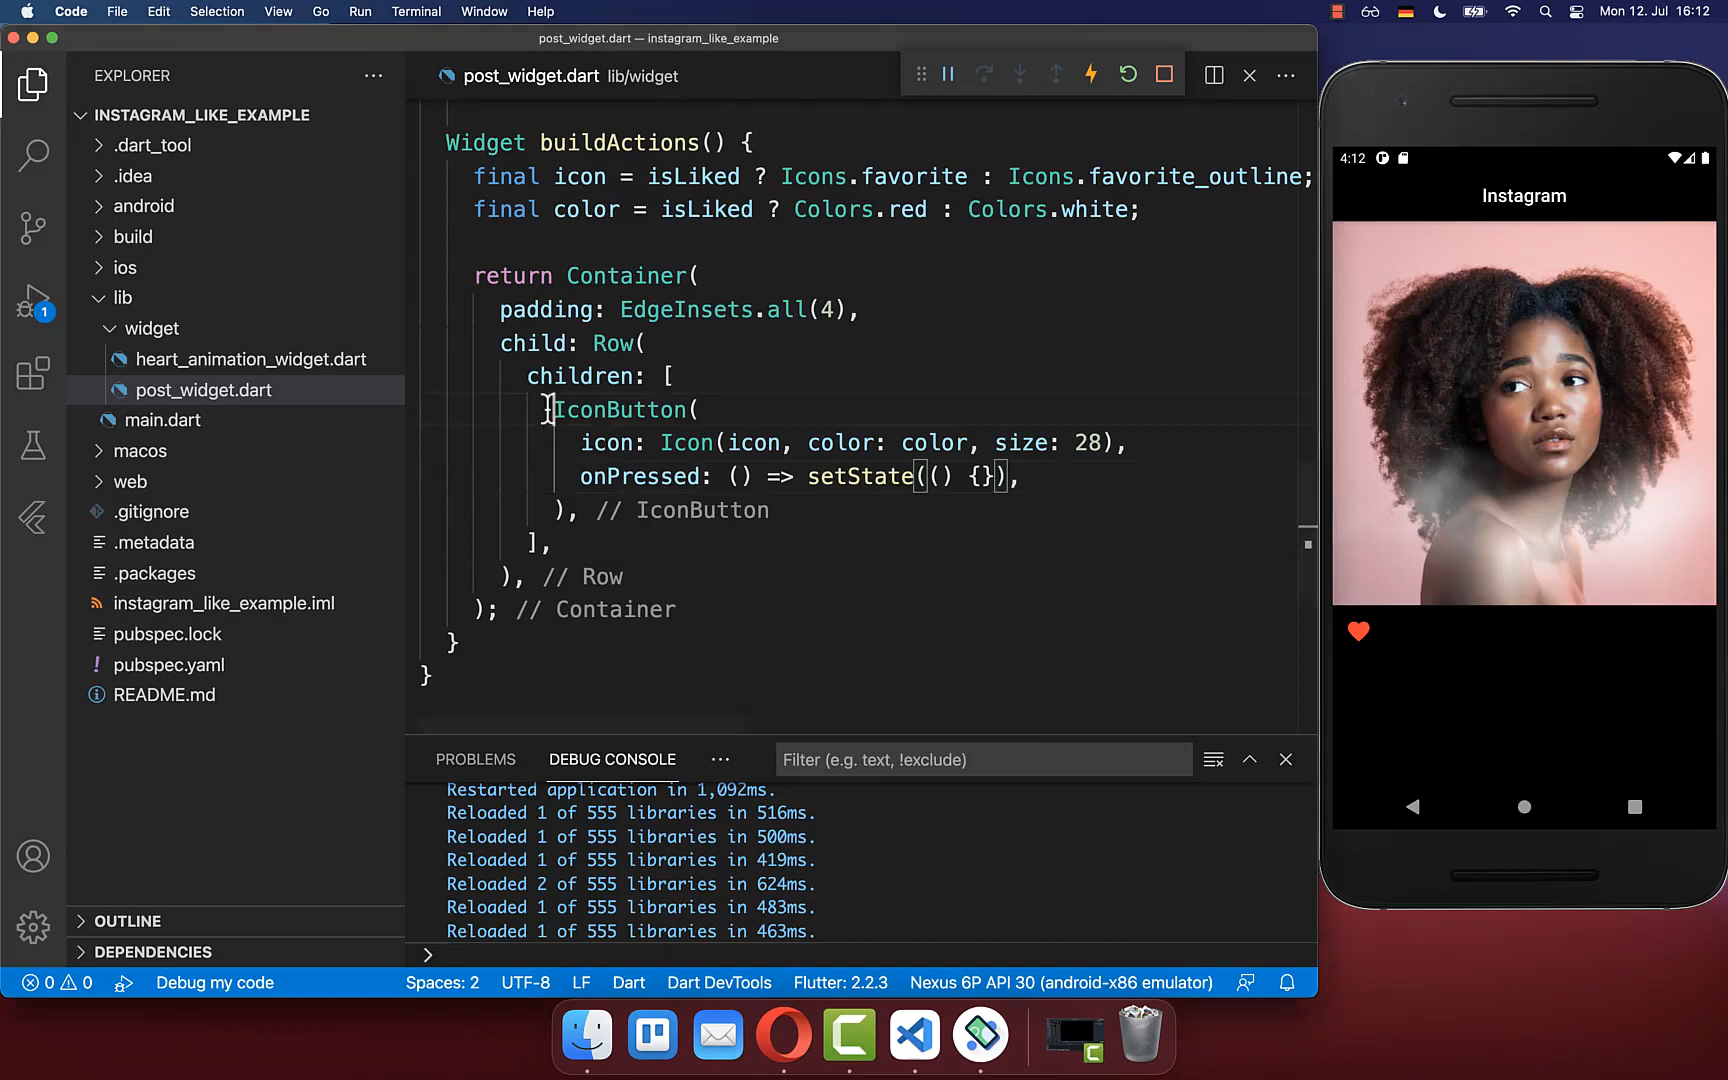 Code File Edit Selection View Go Run Terminal Window Help Mon 12. Jul 16:12
post_widget.dart — instagram_like_example
EXPLORER
post_widget.dart lib/widget
INSTAGRAM_LIKE_EXAMPLE
.dart_tool
.idea
android
build
ios
lib
widget
heart_animation_widget.dart
post_widget.dart
main.dart
macos
web
.gitignore
.metadata
.packages
instagram_like_example.iml
pubspec.lock
pubspec.yaml
README.md
OUTLINE
DEPENDENCIES
1
Widget buildActions() {
final icon = isLiked ? Icons.favorite : Icons.favorite_outline;
final color = isLiked ? Colors.red : Colors.white;
return Container(
padding: EdgeInsets.all(4),
child: Row(
children: [
IconButton(
icon: Icon(icon, color: color, size: 28),
onPressed: () => setState(() {}),
), // IconButton
],
), // Row
); // Container
}
}
PROBLEMS DEBUG CONSOLE Filter (e.g. text, !exclude)
Restarted application in 1,092ms.
Reloaded 1 of 555 libraries in 516ms.
Reloaded 1 of 555 libraries in 500ms.
Reloaded 1 of 555 libraries in 419ms.
Reloaded 2 of 555 libraries in 624ms.
Reloaded 1 of 555 libraries in 483ms.
Reloaded 1 of 555 libraries in 463ms.
0 0 Debug my code Spaces: 2 UTF-8 LF Dart Dart DevTools Flutter: 2.2.3 Nexus 6P API 30 (android-x86 emulator)
4:12
Instagram